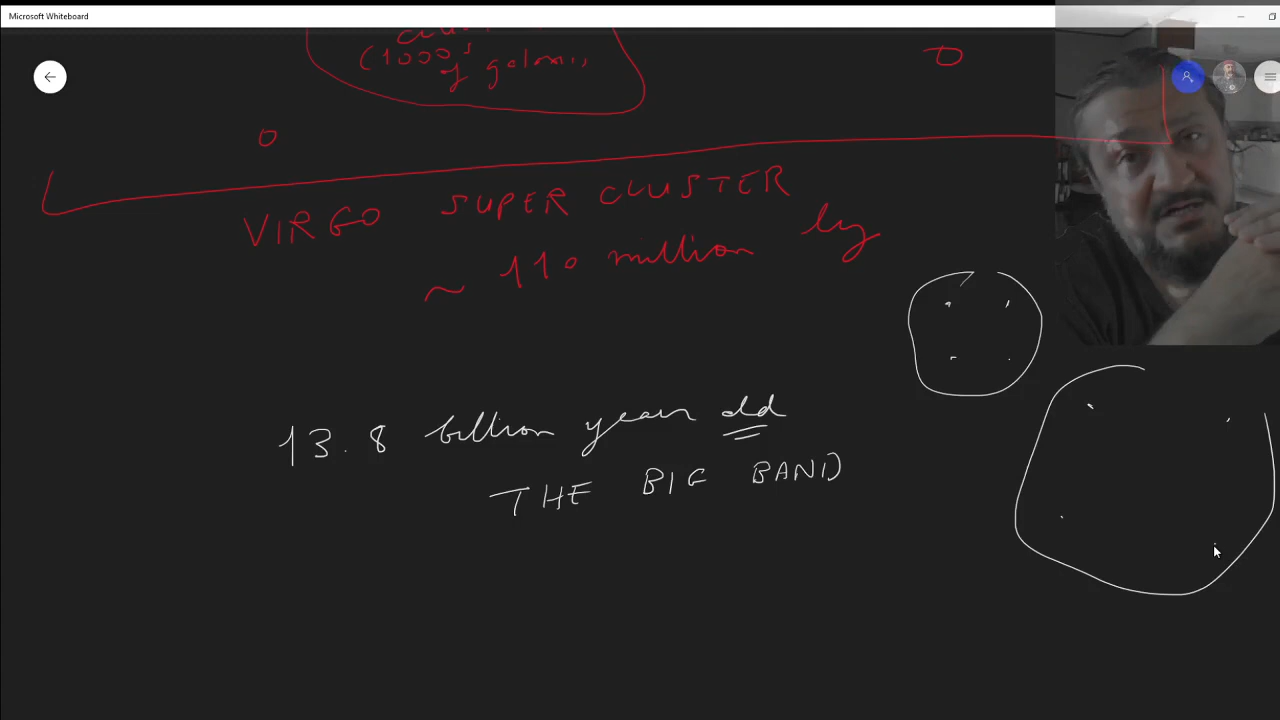 Microsoft Whiteboard
(1000's
of galaxies
VIRGO SUPER CLUSTER
~ 110 million ly
13.8 billion years old
THE BIG BAND